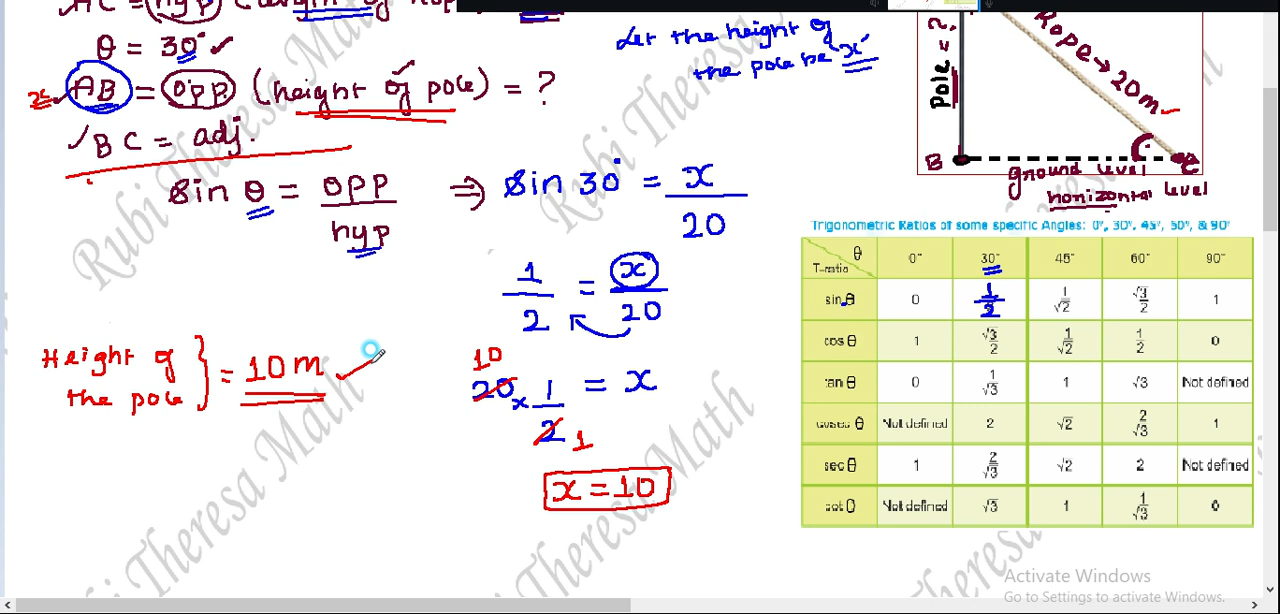 θ = 30°
Let the height of
the pole be 'x'
x AB = opp (height of pole) = ?
BC = adj.
sin θ = opp / hyp ⇒ sin 30° = x / 20
1 / 2 = x / 20
10
20 × 1 / 2 = x
1
x = 10
Height of
the pole } = 10 m
Pole = ?
Rope → 20m
B
C
ground level
horizontal level
Trigonometric Ratios of some specific Angles: 0°, 30°, 45°, 50°, & 90°
θ
T-ratio 0° 30° 45° 60° 90°
sin θ 0 1/2 1/√2 √3/2 1
cos θ 1 √3/2 1/√2 1/2 0
tan θ 0 1/√3 1 √3 Not defined
Not defined 2 √2 2/√3 1
sec θ 1 2/√3 √2 2 Not defined
cot θ Not defined √3 1 1/√3 0
Rubi Theresa Math
Activate Windows
Go to Settings to activate Windows.